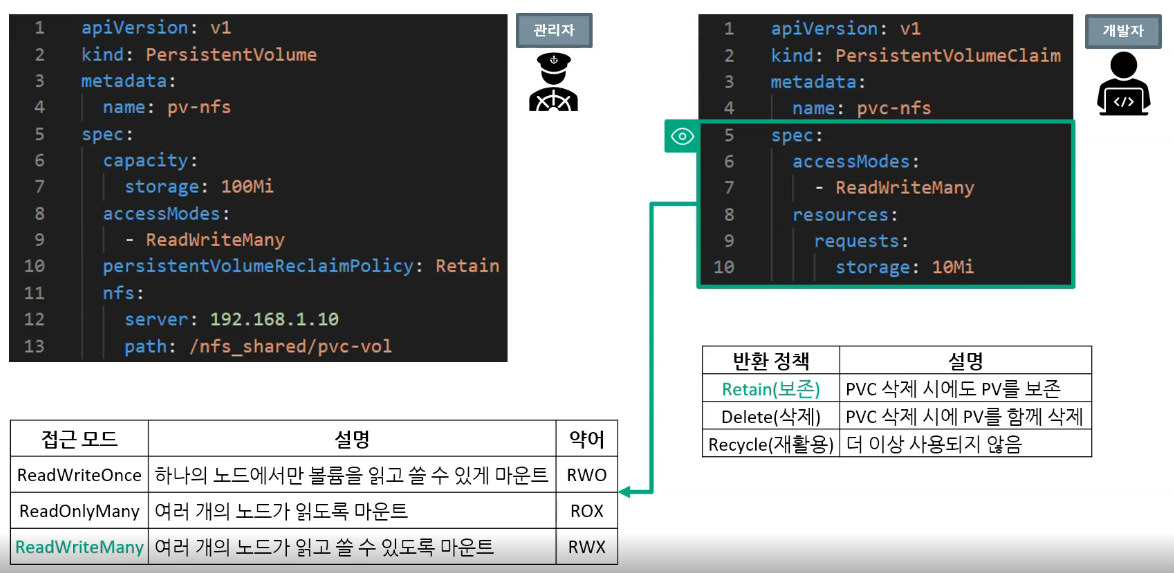 1 apiVersion: v1
2 kind: PersistentVolume
3 metadata:
4 name: pv-nfs
5 spec:
6 capacity:
7 storage: 100Mi
8 accessModes:
9 - ReadWriteMany
10 persistentVolumeReclaimPolicy: Retain
11 nfs:
12 server: 192.168.1.10
13 path: /nfs_shared/pvc-vol
관리자
1 apiVersion: v1
2 kind: PersistentVolumeClaim
3 metadata:
4 name: pvc-nfs
5 spec:
6 accessModes:
7 - ReadWriteMany
8 resources:
9 requests:
10 storage: 10Mi
개발자
</>
반환 정책 설명
Retain(보존) PVC 삭제 시에도 PV를 보존
Delete(삭제) PVC 삭제 시에 PV를 함께 삭제
Recycle(재활용) 더 이상 사용되지 않음
접근 모드 설명 약어
ReadWriteOnce 하나의 노드에서만 볼륨을 읽고 쓸 수 있게 마운트 RWO
ReadOnlyMany 여러 개의 노드가 읽도록 마운트 ROX
ReadWriteMany 여러 개의 노드가 읽고 쓸 수 있도록 마운트 RWX